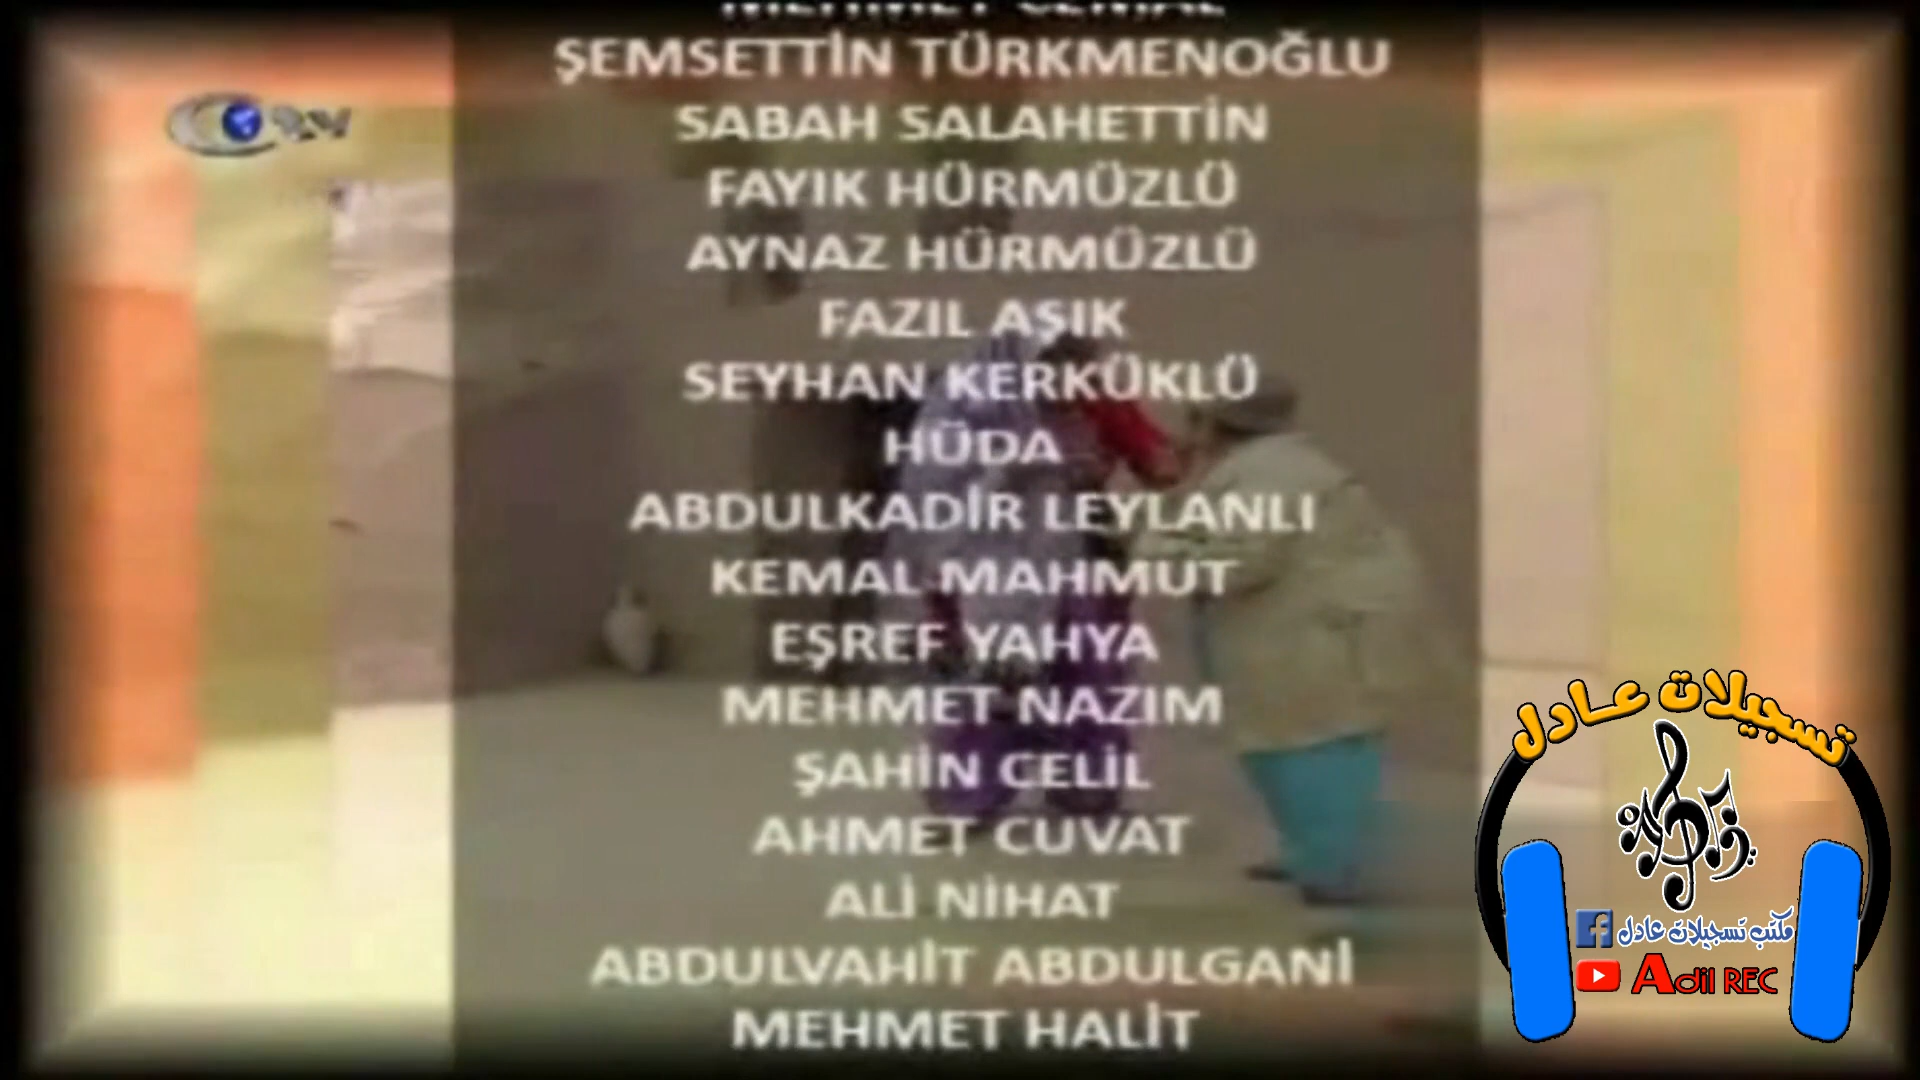 MEHMET CEMAL
ŞEMSETTİN TÜRKMENOĞLU
SABAH SALAHETTİN
FAYIK HÜRMÜZLÜ
AYNAZ HÜRMÜZLÜ
FAZIL AŞIK
SEYHAN KERKÜKLÜ
HÜDA
ABDULKADİR LEYLANLI
KEMAL MAHMUT
EŞREF YAHYA
MEHMET NAZIM
ŞAHİN CELİL
AHMET CUVAT
ALİ NİHAT
ABDULVAHİT ABDULGANİ
MEHMET HALİT
تسجيلات عادل
مكتب تسجيلات عادل
Adil REC